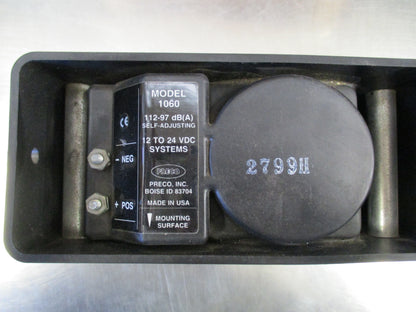 MODEL
1060
112-97 dB(A)
SELF-ADJUSTING
12 TO 24 VDC
SYSTEMS
PRECO
PRECO, INC.
BOISE ID 83704
MADE IN USA
MOUNTING
SURFACE
CE
- NEG
+ POS
2799H